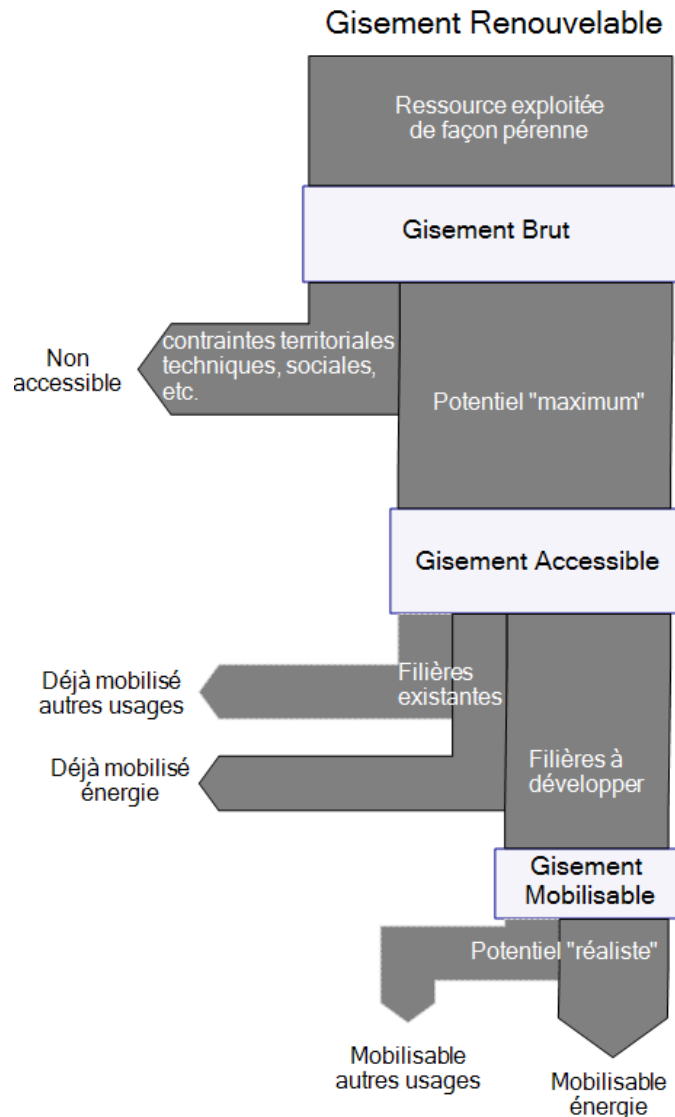 Gisement Renouvelable
Ressource exploitée
de façon pérenne
Gisement Brut
contraintes territoriales
techniques, sociales,
etc.
Non
accessible
Potentiel "maximum"
Gisement Accessible
Déjà mobilisé
autres usages
Filières
existantes
Déjà mobilisé
énergie
Filières à
développer
Gisement
Mobilisable
Potentiel "réaliste"
Mobilisable
autres usages
Mobilisable
énergie